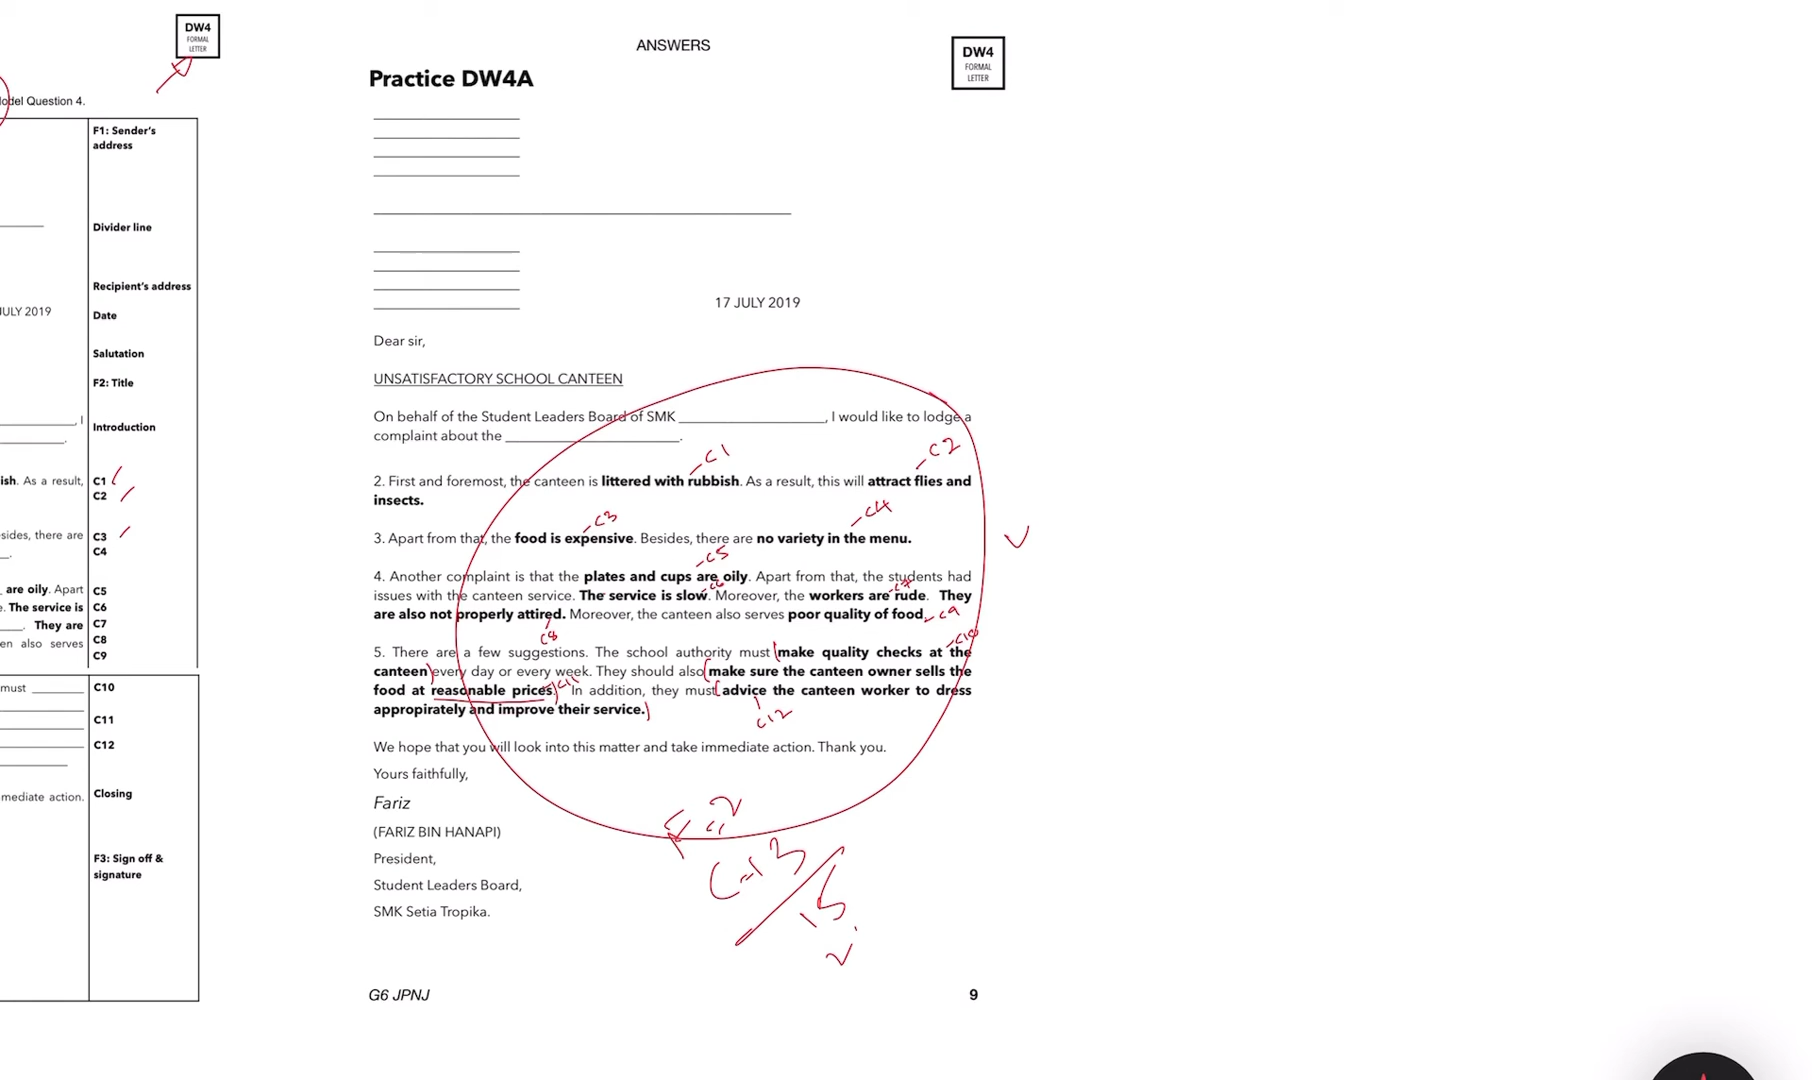 DW4
FORMAL
LETTER
odel Question 4.
F1: Sender's
address
Divider line
Recipient's address
JULY 2019
Date
Salutation
F2: Title
, I
.
Introduction
ish. As a result,
C1
C2
esides, there are
C3
C4
are oily. Apart
C5
e. The service is
C6
. They are
C7
en also serves
C8
C9
must
C10
C11
C12
mediate action.
Closing
F3: Sign off &
signature
ANSWERS
DW4
FORMAL
LETTER
Practice DW4A
17 JULY 2019
Dear sir,
UNSATISFACTORY SCHOOL CANTEEN
On behalf of the Student Leaders Board of SMK ____________________, I would like to lodge a
complaint about the ________________________.
C1
C2
2. First and foremost, the canteen is littered with rubbish. As a result, this will attract flies and
insects.
C3
C4
3. Apart from that, the food is expensive. Besides, there are no variety in the menu.
C5
4. Another complaint is that the plates and cups are oily. Apart from that, the students had
C6
C7
issues with the canteen service. The service is slow. Moreover, the workers are rude. They
are also not properly attired. Moreover, the canteen also serves poor quality of food.
C9
C8
C10
5. There are a few suggestions. The school authority must make quality checks at the
canteen every day or every week. They should also make sure the canteen owner sells the
food at reasonable prices. In addition, they must advice the canteen worker to dress
C11
appropirately and improve their service.
C12
We hope that you will look into this matter and take immediate action. Thank you.
Yours faithfully,
Fariz
(FARIZ BIN HANAPI)
President,
Student Leaders Board,
SMK Setia Tropika.
15
G6 JPNJ
9